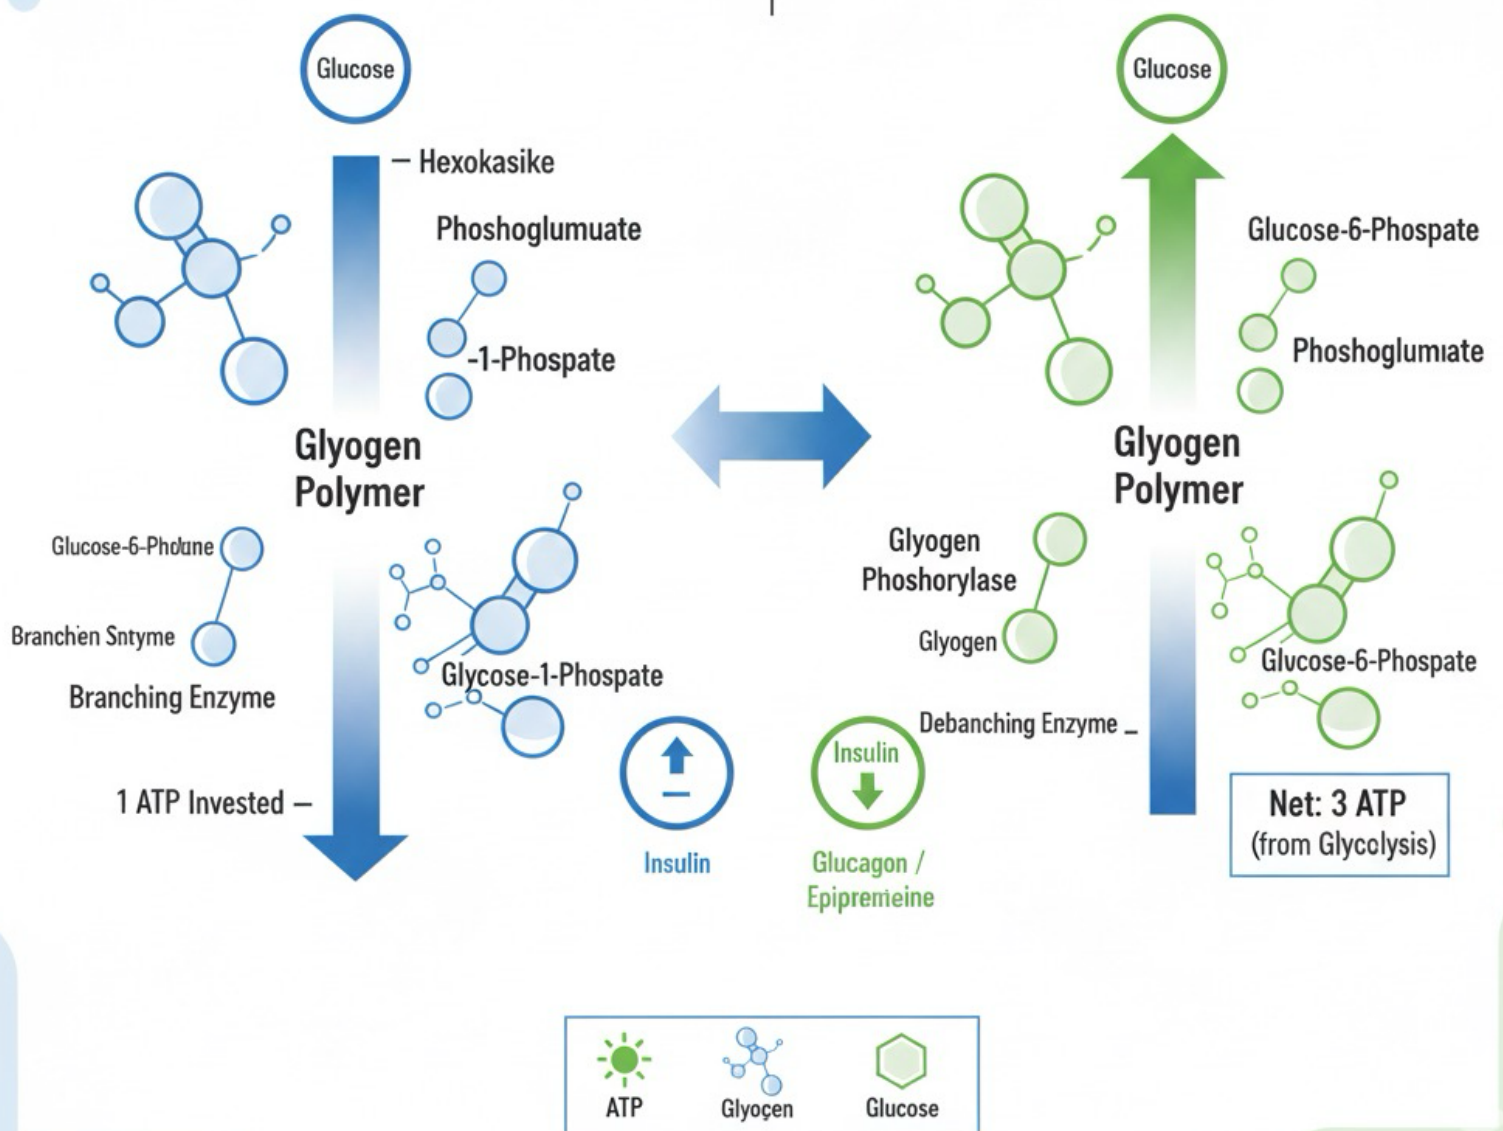 Glucose
– Hexokasike
Phoshoglumuate
-1-Phospate
Glyogen
Polymer
Glucose-6-Pholune
Branchien Sntyme
Branching Enzyme
Glycose-1-Phospate
1 ATP Invested –
Insulin
Glucose
Glucose-6-Phospate
Phoshoglumiate
Glyogen
Polymer
Glyogen
Phoshorylase
Glyogen
Glucose-6-Phospate
Debanching Enzyme –
Insulin
Glucagon /
Epipremeine
Net: 3 ATP
(from Glycolysis)
ATP
Glyoçen
Glucose